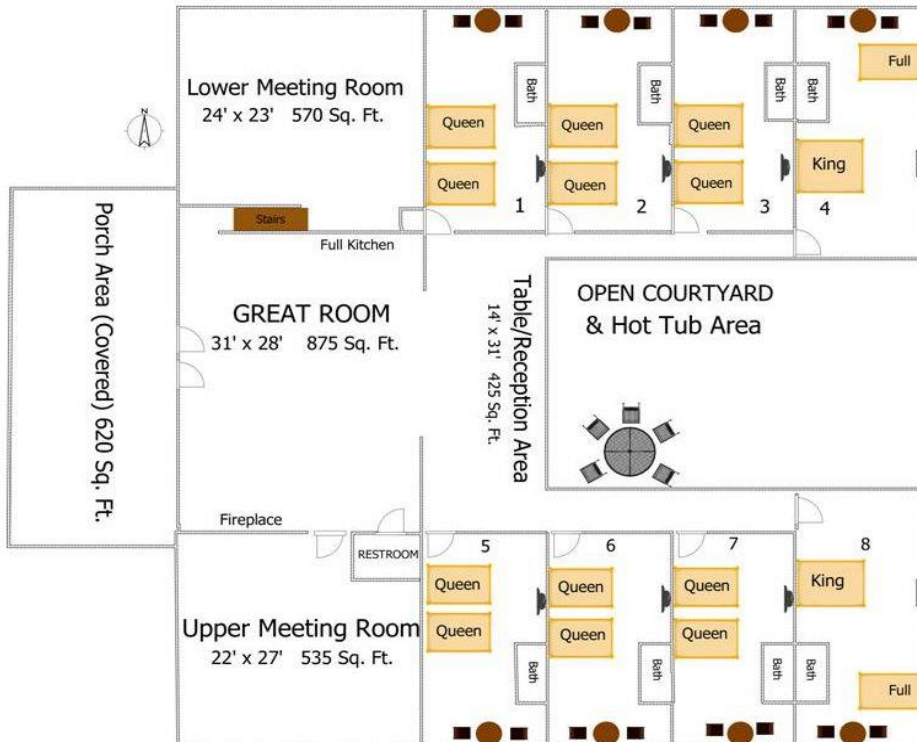 Lower Meeting Room
24' x 23' 570 Sq. Ft.
N
Bath
Bath
Bath
Bath
Full
Queen
Queen
Queen
Queen
Queen
Queen
King
1
2
3
4
Stairs
Full Kitchen
Porch Area (Covered) 620 Sq. Ft.
GREAT ROOM
31' x 28' 875 Sq. Ft.
Table/Reception Area
14' x 31' 425 Sq. Ft.
OPEN COURTYARD
& Hot Tub Area
Fireplace
RESTROOM
5
6
7
8
Queen
Queen
Queen
King
Queen
Queen
Queen
Upper Meeting Room
22' x 27' 535 Sq. Ft.
Bath
Bath
Bath
Bath
Full